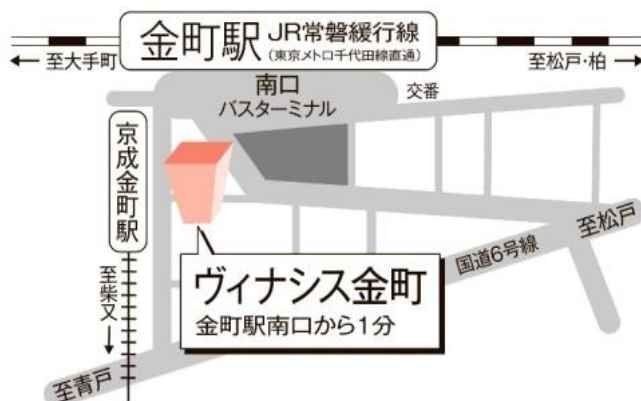 金町駅
JR常磐緩行線
(東京メトロ千代田線直通)
至大手町
至松戸・柏
南口
バスターミナル
交番
京成金町駅
至柴又
至松戸
国道6号線
ヴィナシス金町
金町駅南口から1分
至青戸